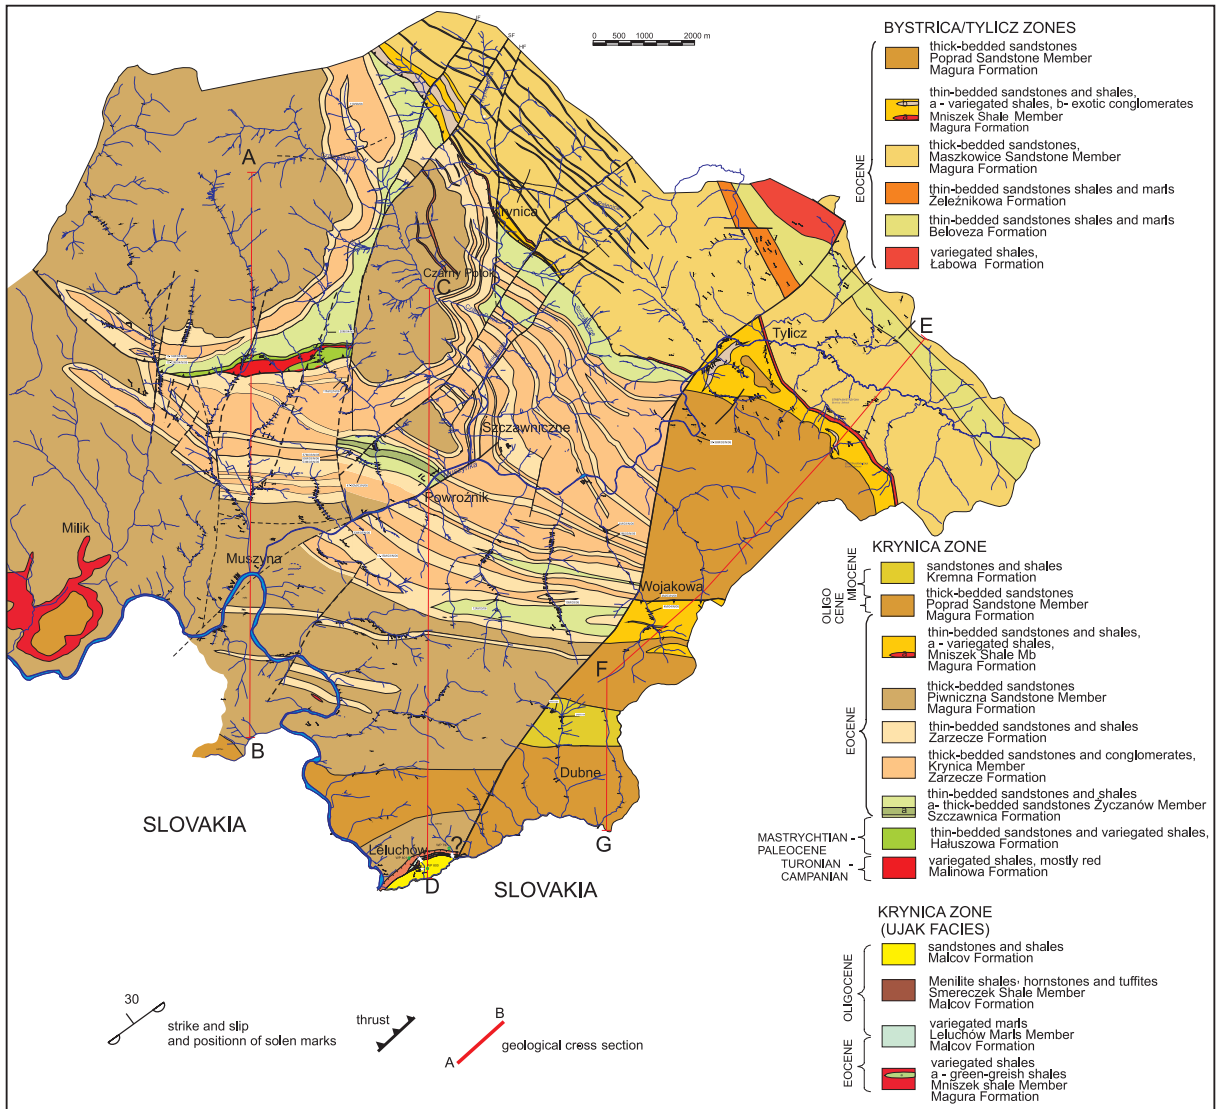 0 500 1000 2000 m
SF
HF
A
Krynica
Czarny Potok
C
Tylicz
E
Szczawniczne
Powroźnik
Milik
Muszyna
Wojakowa
F
B
Dubne
SLOVAKIA
G
Leluchów
?
D
SLOVAKIA
BYSTRICA/TYLICZ ZONES
EOCENE
thick-bedded sandstones
Poprad Sandstone Member
Magura Formation
thin-bedded sandstones and shales,
a - variegated shales, b- exotic conglomerates
Mniszek Shale Member
Magura Formation
thick-bedded sandstones,
Maszkowice Sandstone Member
Magura Formation
thin-bedded sandstones shales and marls
Żeleźnikowa Formation
thin-bedded sandstones shales and marls
Beloveza Formation
variegated shales,
Łabowa Formation
KRYNICA ZONE
MIOCENE
OLIGO
CENE
EOCENE
sandstones and shales
Kremna Formation
thick-bedded sandstones
Poprad Sandstone Member
Magura Formation
thin-bedded sandstones and shales,
a - variegated shales,
Mniszek Shale Mb
Magura Formation
thick-bedded sandstones
Piwniczna Sandstone Member
Magura Formation
thin-bedded sandstones and shales
Zarzecze Formation
thick-bedded sandstones and conglomerates,
Krynica Member
Zarzecze Formation
thin-bedded sandstones and shales
a- thick-bedded sandstones Życzanów Member
Szczawnica Formation
a
MASTRYCHTIAN -
PALEOCENE
thin-bedded sandstones and variegated shales,
Hałuszowa Formation
TURONIAN -
CAMPANIAN
variegated shales, mostly red
Malinowa Formation
KRYNICA ZONE
(UJAK FACIES)
OLIGOCENE
EOCENE
sandstones and shales
Malcov Formation
Menilite shales, hornstones and tuffites
Smereczek Shale Member
Malcov Formation
variegated marls
Leluchów Marls Member
Malcov Formation
variegated shales
a - green-greish shales
Mniszek shale Member
Magura Formation
30
strike and slip
and positionn of solen marks
thrust
B
A
geological cross section